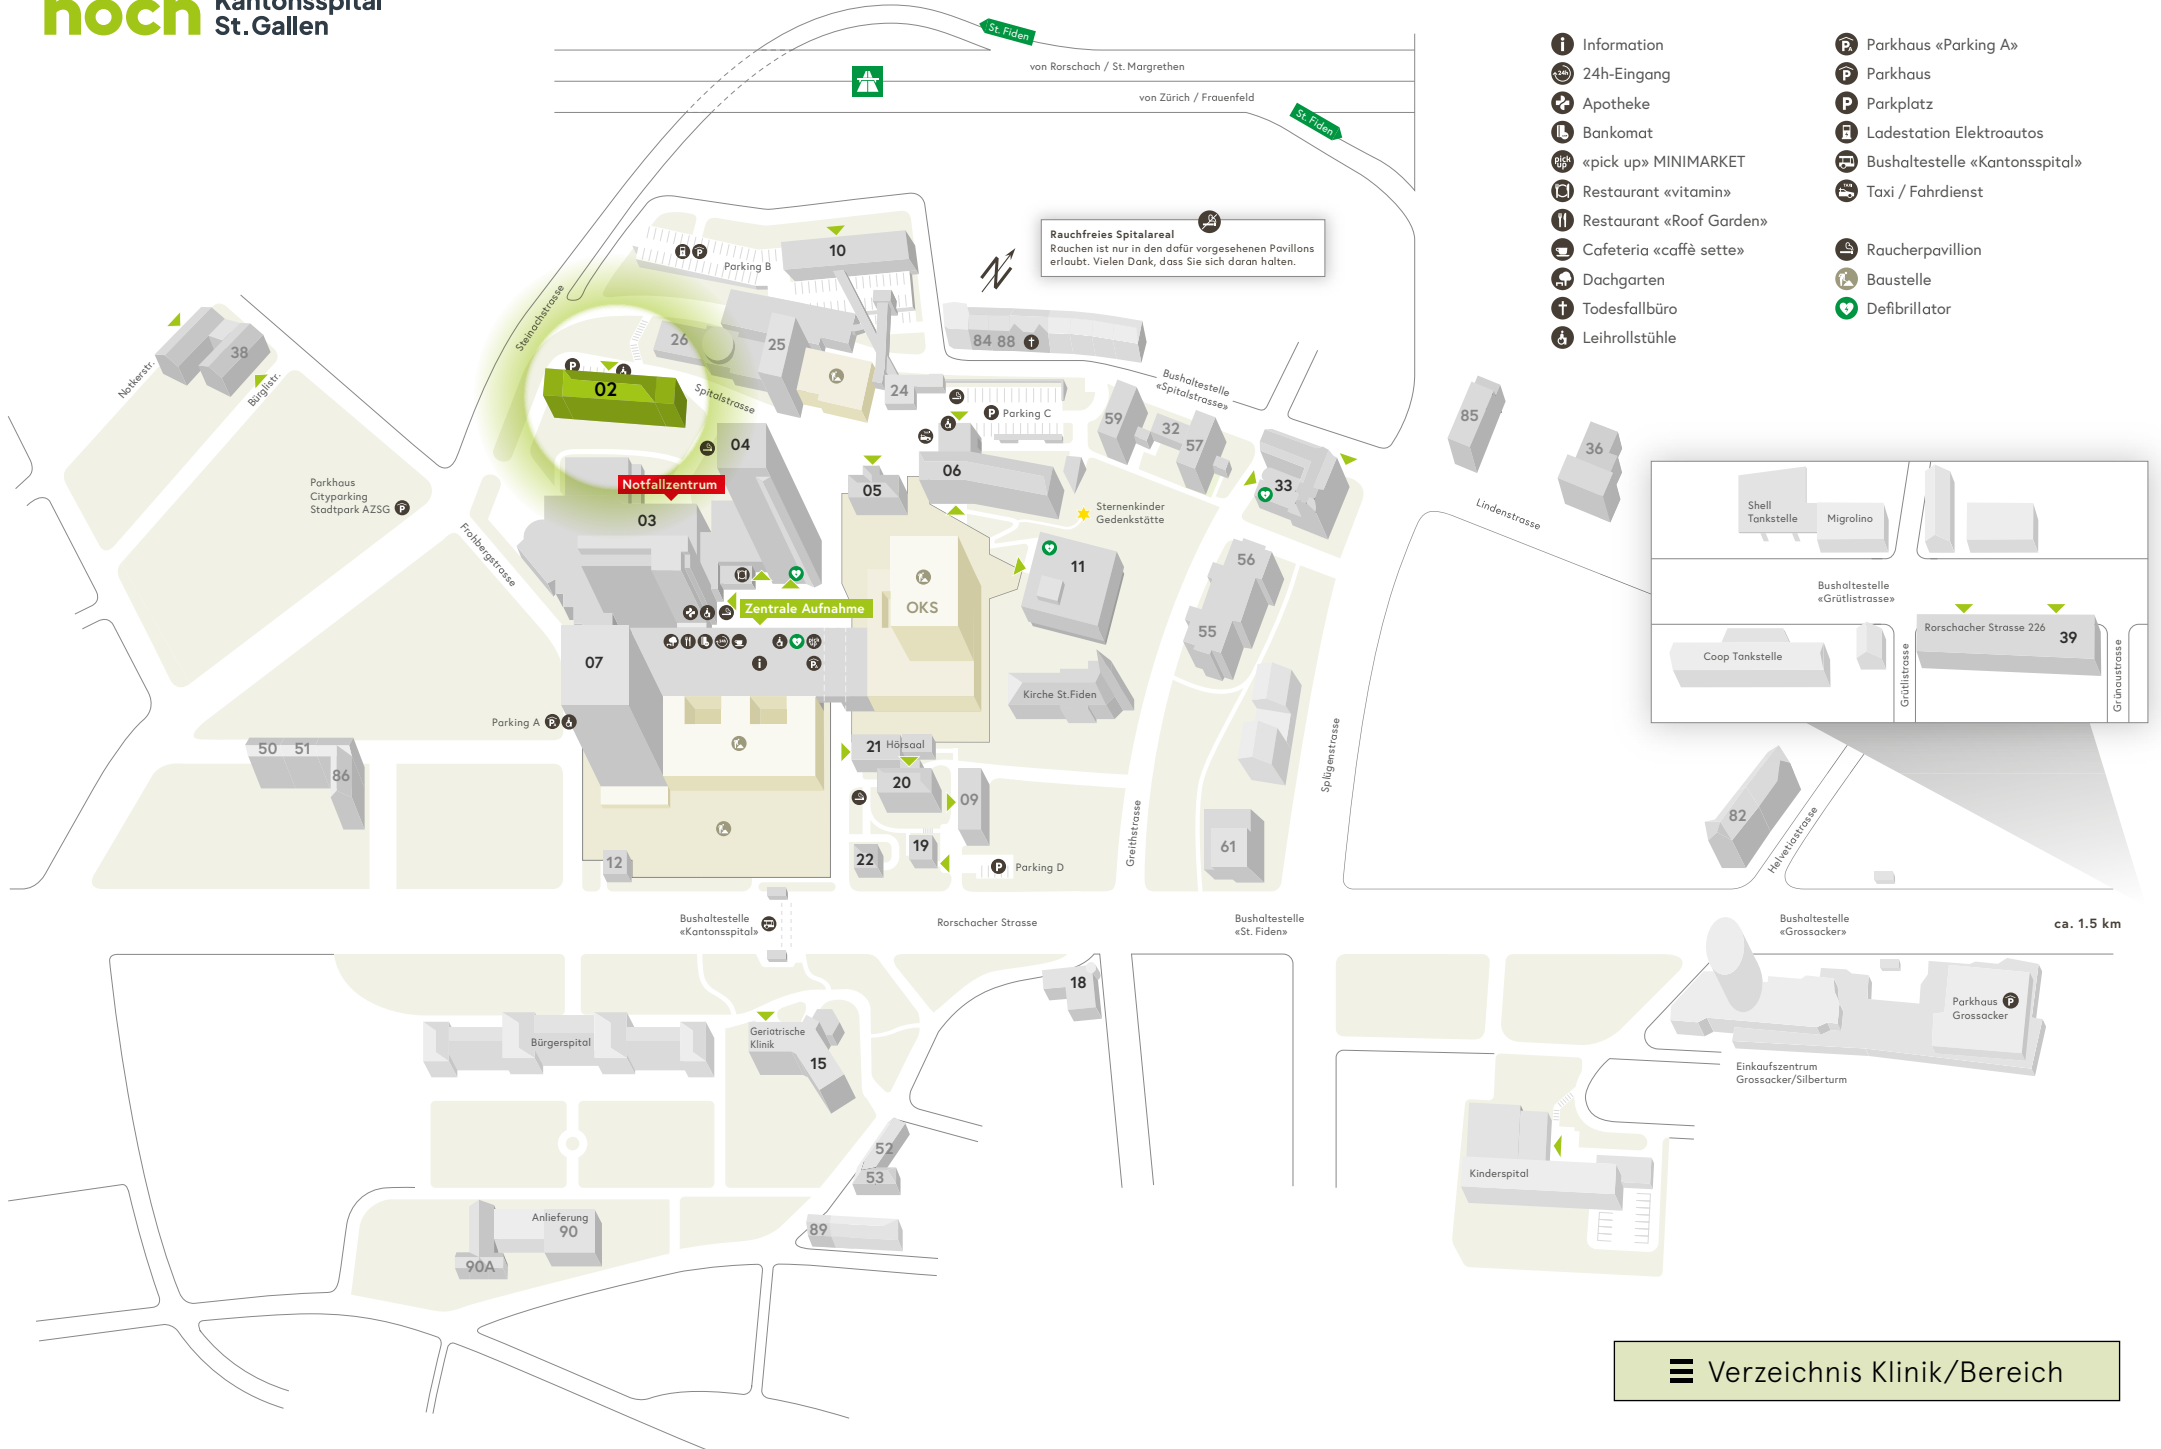 noch Kantonsspital
St.Gallen
St. Fiden
von Rorschach / St. Margrethen
von Zürich / Frauenfeld
St. Fiden
Information
24h-Eingang
Apotheke
Bankomat
«pick up» MINIMARKET
Restaurant «vitamin»
Restaurant «Roof Garden»
Cafeteria «caffè sette»
Dachgarten
Todesfallbüro
Leihrollstühle
Parkhaus «Parking A»
Parkhaus
Parkplatz
Ladestation Elektroautos
Bushaltestelle «Kantonsspital»
Taxi / Fahrdienst
Raucherpavillion
Baustelle
Defibrillator
Rauchfreies Spitalareal
Rauchen ist nur in den dafür vorgesehenen Pavillons
erlaubt. Vielen Dank, dass Sie sich daran halten.
N
10
Parking B
Steinachstrasse
26
25
84 88
38
Notkerstr.
Bürglistr.
02
Spitalstrasse
24
Bushaltestelle
«Spitalstrasse»
Parking C
59
32
57
85
36
04
06
05
33
Notfallzentrum
03
Parkhaus
Cityparking
Stadtpark AZSG
Frohbergstrasse
Sternenkinder
Gedenkstätte
Lindenstrasse
11
56
55
OKS
Zentrale Aufnahme
07
Kirche St.Fiden
Parking A
50 51
86
21 Hörsaal
20
09
19
22
12
Parking D
61
Greithstrasse
Splügenstrasse
Shell
Tankstelle
Migrolino
Bushaltestelle
«Grütlistrasse»
Rorschacher Strasse 226
39
Coop Tankstelle
Grütlistrasse
Grünaustrasse
82
Helvetiastrasse
Bushaltestelle
«Kantonsspital»
Rorschacher Strasse
Bushaltestelle
«St. Fiden»
Bushaltestelle
«Grossacker»
ca. 1.5 km
18
Bürgerspital
Geriatrische
Klinik
15
Parkhaus
Grossacker
Einkaufszentrum
Grossacker/Silberturm
52
53
Kinderspital
89
Anlieferung
90
90A
Verzeichnis Klinik/Bereich